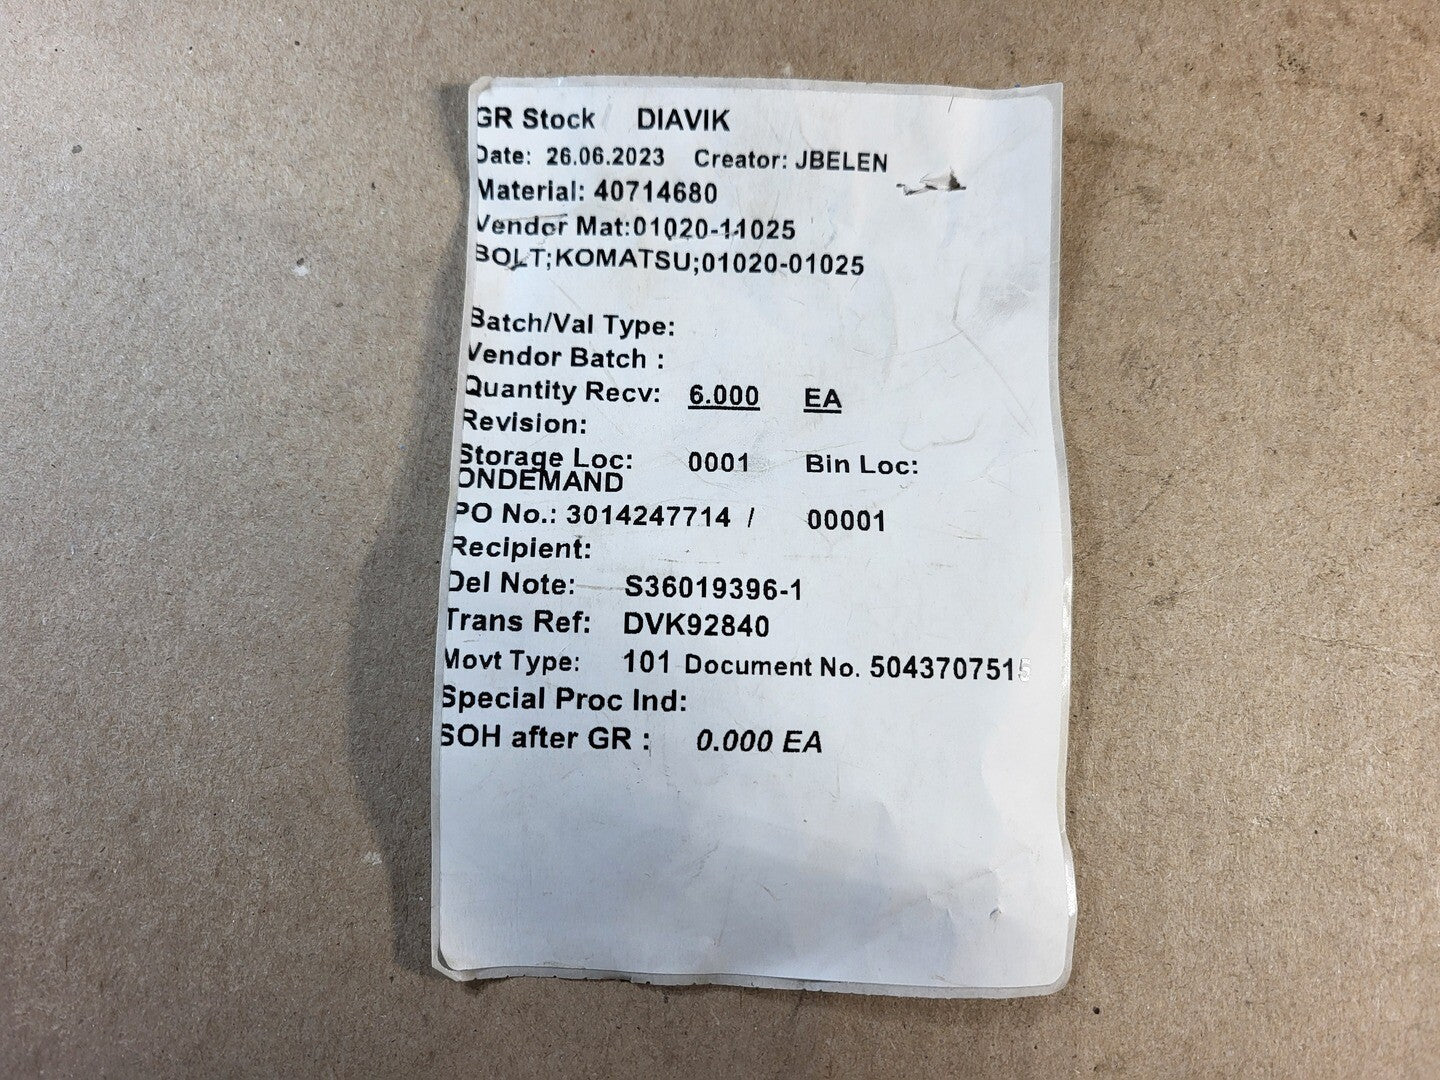 GR Stock DIAVIK
Date: 26.06.2023 Creator: JBELEN
Material: 40714680
Vendor Mat:01020-11025
BOLT;KOMATSU;01020-01025
Batch/Val Type:
Vendor Batch :
Quantity Recv: 6.000 EA
Revision:
Storage Loc: 0001 Bin Loc:
ONDEMAND
PO No.: 3014247714 / 00001
Recipient:
Del Note: S36019396-1
Trans Ref: DVK92840
Movt Type: 101 Document No. 5043707515
Special Proc Ind:
SOH after GR : 0.000 EA